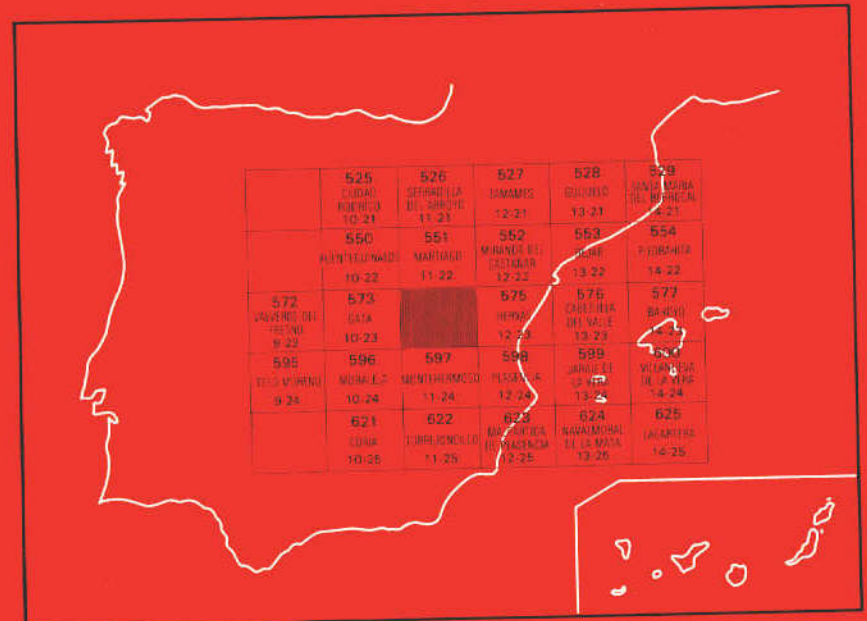 525 526 527 528 529
CIUDAD RODRIGO SERRADILLA DEL ARROYO TAMAMES GUIJUELO SANTA MARIA DEL BERROCAL
10-21 11-21 12-21 13-21 14-21
550 551 552 553 554
FUENTEGUINALDO MARTIAGO MIRANDA DEL CASTAÑAR BEJAR PIEDRAHITA
10-22 11-22 12-22 13-22 14-22
572 573 575 576 577
VALVERDE DEL FRESNO GATA HERVAS CABEZUELA DEL VALLE BOHOYO
9-22 10-23 12-23 13-23 14-23
595 596 597 598 599 600
MORALEJA MONTEHERMOSO PLASENCIA JARAIZ DE LA VERA VILLANUEVA DE LA VERA
9-24 10-24 11-24 12-24 13-24 14-24
621 622 623 624 625
CORIA TORREJONCILLO MALPARTIDA DE PLASENCIA NAVALMORAL DE LA MATA LAGARTERA
10-25 11-25 12-25 13-25 14-25